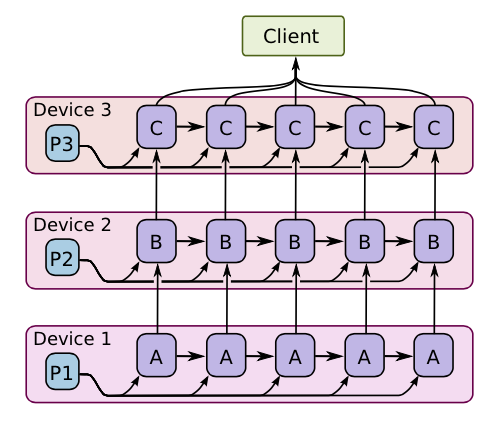 Client
Device 3
P3
C C C C C
Device 2
P2
B B B B B
Device 1
P1
A A A A A